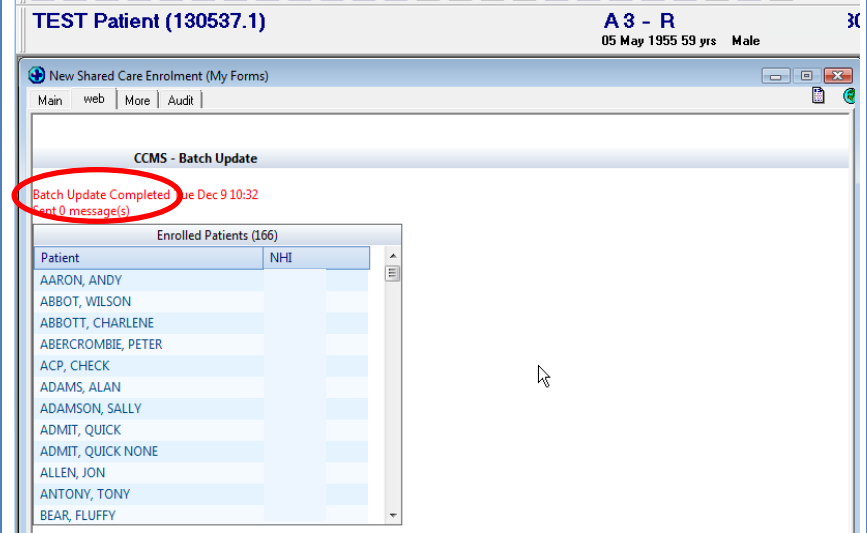 TEST Patient (130537.1)
A 3 - R
05 May 1955 59 yrs Male
New Shared Care Enrolment (My Forms)
Main web More Audit
CCMS - Batch Update
Batch Update Completed Tue Dec 9 10:32
Sent 0 message(s)
Enrolled Patients (166)
Patient NHI
AARON, ANDY
ABBOT, WILSON
ABBOTT, CHARLENE
ABERCROMBIE, PETER
ACP, CHECK
ADAMS, ALAN
ADAMSON, SALLY
ADMIT, QUICK
ADMIT, QUICK NONE
ALLEN, JON
ANTONY, TONY
BEAR, FLUFFY